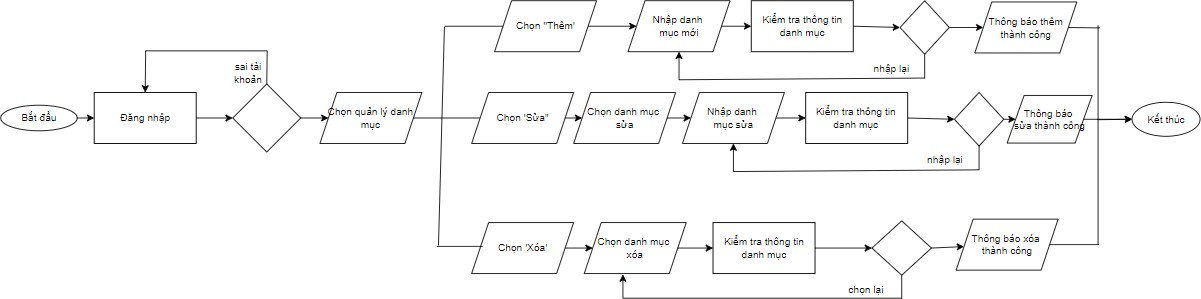 Bắt đầu
Đăng nhập
sai tài
khoản
Chọn quản lý danh
mục
Chọn "Thêm'
Nhập danh
mục mới
Kiểm tra thông tin
danh mục
nhập lại
Thông báo thêm
thành công
Chọn 'Sửa"
Chọn danh mục
sửa
Nhập danh
mục sửa
Kiểm tra thông tin
danh mục
nhập lại
Thông báo
sửa thành công
Chọn 'Xóa'
Chọn danh mục
xóa
Kiểm tra thông tin
danh mục
chọn lại
Thông báo xóa
thành công
Kết thúc